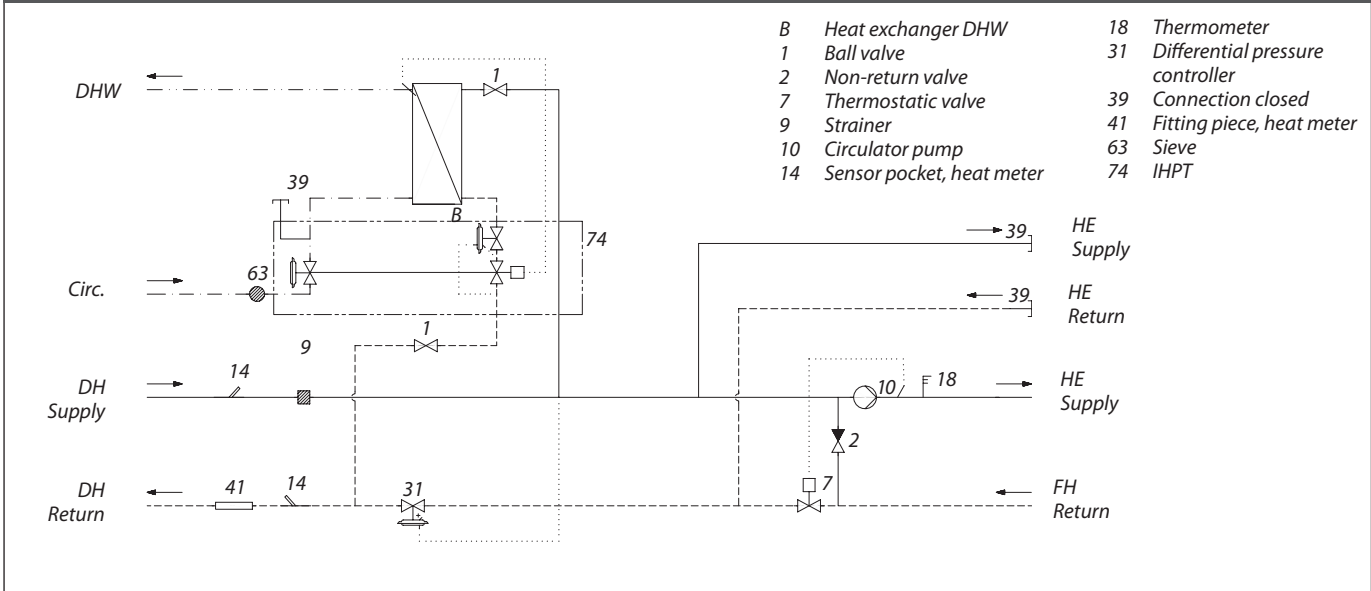 B Heat exchanger DHW
1 Ball valve
2 Non-return valve
7 Thermostatic valve
9 Strainer
10 Circulator pump
14 Sensor pocket, heat meter
18 Thermometer
31 Differential pressure
controller
39 Connection closed
41 Fitting piece, heat meter
63 Sieve
74 IHPT
DHW
1
39
B
74
39
HE
Supply
63
Circ.
39
HE
Return
1
9
14
DH
Supply
10
18
HE
Supply
2
41
14
31
7
DH
Return
FH
Return
+